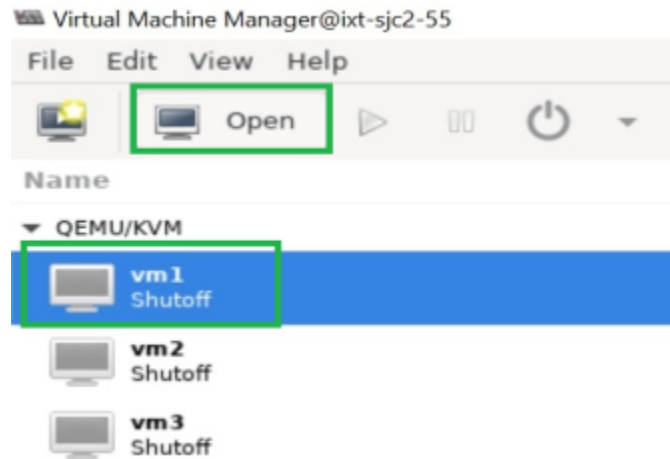 Virtual Machine Manager@ixt-sjc2-55
File Edit View Help
Open
Name
QEMU/KVM
vm1
Shutoff
vm2
Shutoff
vm3
Shutoff